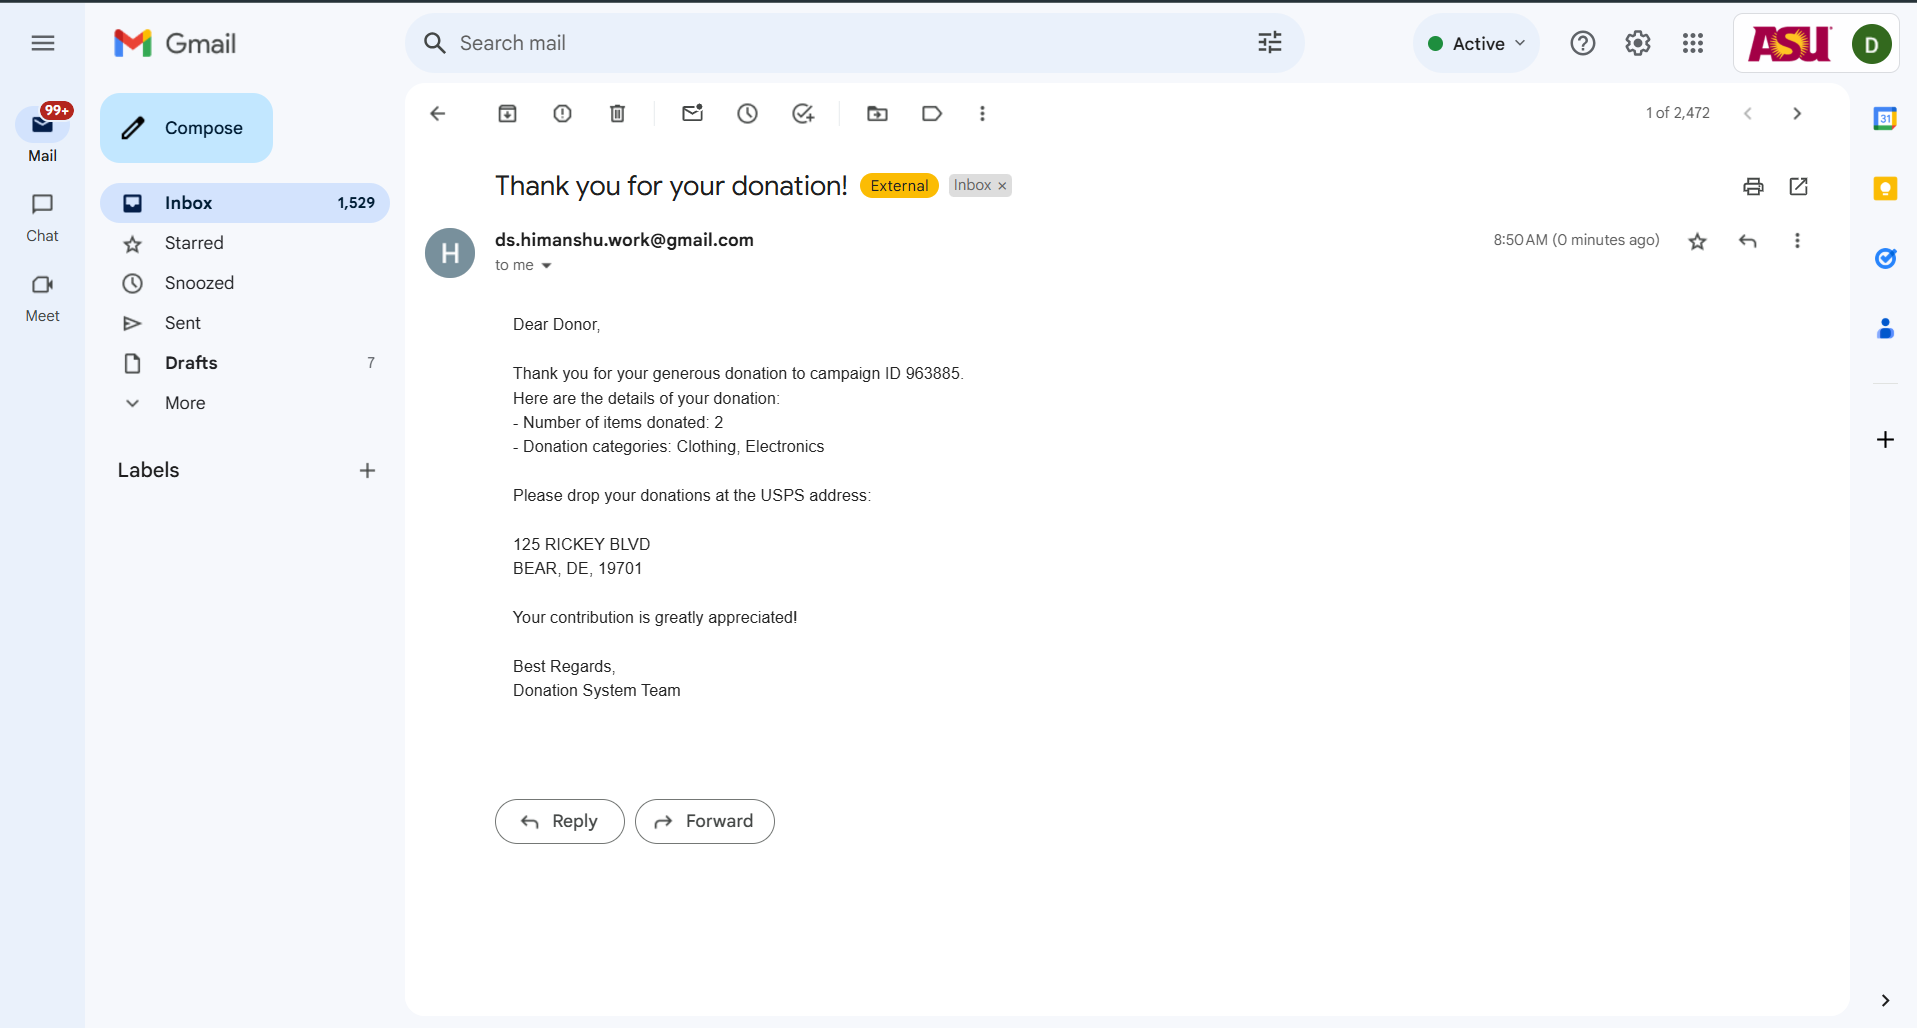 Gmail
Search mail
Active
ASU
D
99+
Mail
Chat
Meet
Compose
Inbox 1,529
Starred
Snoozed
Sent
Drafts 7
More
Labels
1 of 2,472
31
Thank you for your donation! External Inbox ×
H
ds.himanshu.work@gmail.com
8:50 AM (0 minutes ago)
to me
Dear Donor,
Thank you for your generous donation to campaign ID 963885.
Here are the details of your donation:
- Number of items donated: 2
- Donation categories: Clothing, Electronics
Please drop your donations at the USPS address:
125 RICKEY BLVD
BEAR, DE, 19701
Your contribution is greatly appreciated!
Best Regards,
Donation System Team
Reply
Forward